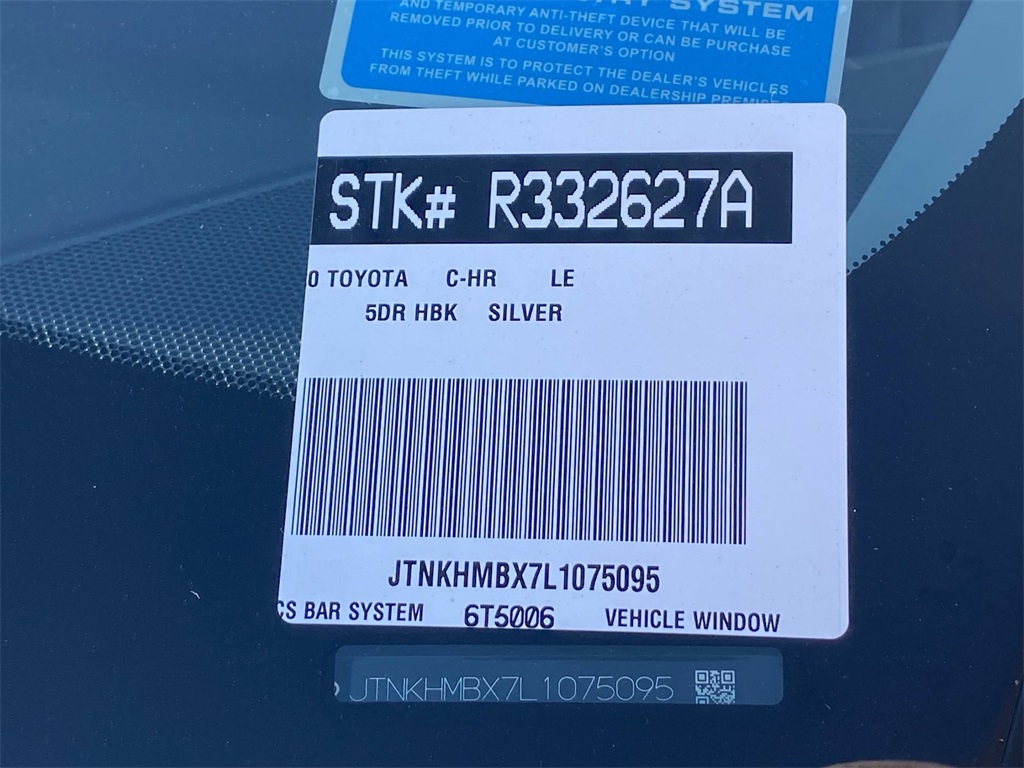 AND TEMPORARY ANTI-THEFT DEVICE THAT WILL BE
REMOVED PRIOR TO DELIVERY OR CAN BE PURCHASE
AT CUSTOMER'S OPTION
THIS SYSTEM IS TO PROTECT THE DEALER'S VEHICLES
FROM THEFT WHILE PARKED ON DEALERSHIP PREMISES
STK# R332627A
0 TOYOTA C-HR LE
5DR HBK SILVER
JTNKHMBX7L1075095
CS BAR SYSTEM 6T5006 VEHICLE WINDOW
JTNKHMBX7L1075095